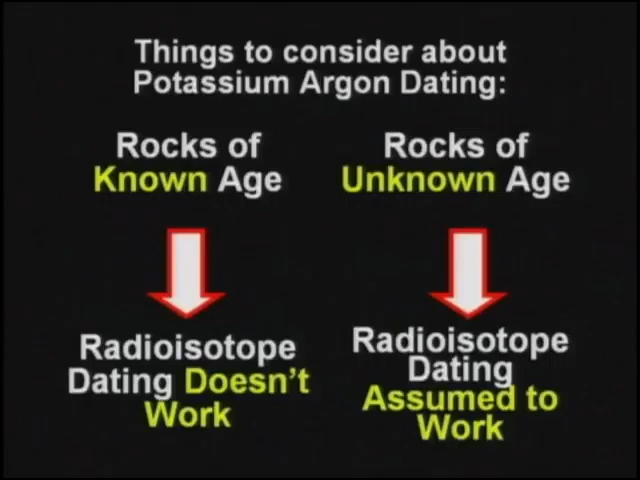 Things to consider about
Potassium Argon Dating:
Rocks of
Known Age
Radioisotope
Dating Doesn't
Work
Rocks of
Unknown Age
Radioisotope
Dating
Assumed to
Work